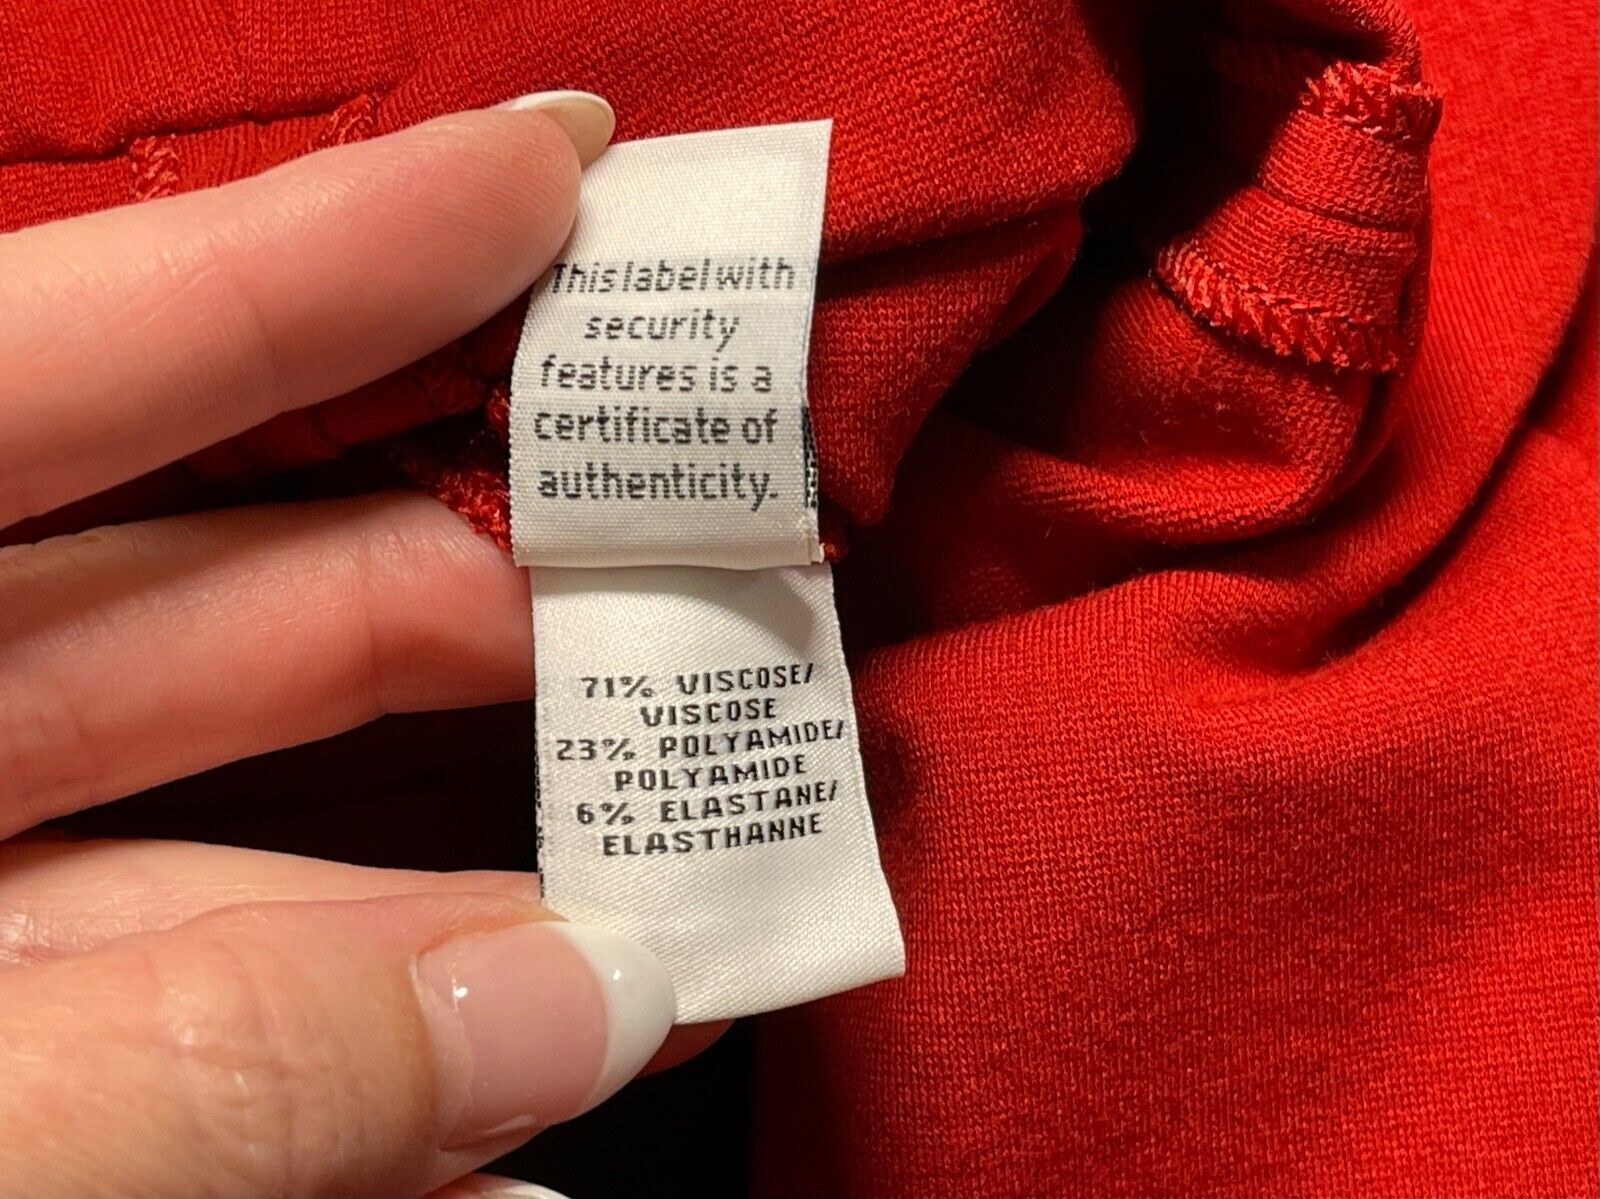 This label with
security
features is a
certificate of
authenticity.
71% VISCOSE/
VISCOSE
23% POLYAMIDE/
POLYAMIDE
6% ELASTANE/
ELASTHANNE